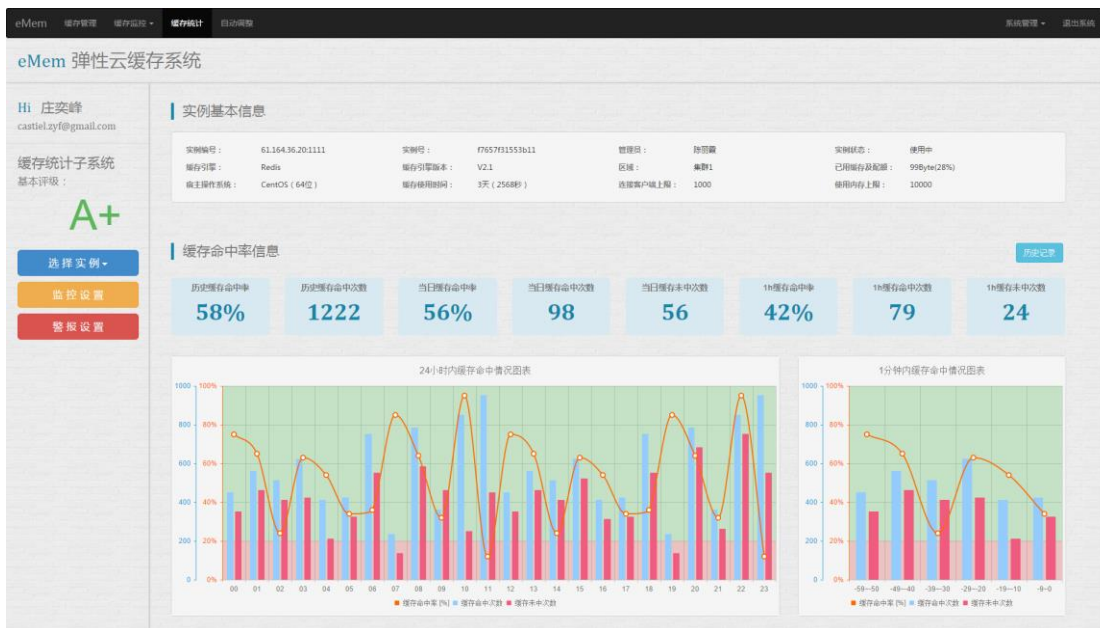 eMem 缓存管理 缓存监控 缓存统计 自动调整 系统管理 退出系统
eMem 弹性云缓存系统
Hi 庄奕峰
castiel.zyf@gmail.com
缓存统计子系统
基本评级：
A+
选择实例
监控设置
警报设置
实例基本信息
实例编号： 61.164.36.20:1111 实例号： f7657f31553b11 管理员： 陈丽霞 实例状态： 使用中
缓存引擎： Redis 缓存引擎版本： V2.1 区域： 集群1 已用缓存及配额： 99Byte(28%)
宿主操作系统： CentOS（64位） 缓存使用时间： 3天（2568秒） 连接客户端上限： 1000 使用内存上限： 10000
缓存命中率信息 历史记录
历史缓存命中率 历史缓存命中次数 当日缓存命中率 当日缓存命中次数 当日缓存未中次数 1h缓存命中率 1h缓存命中次数 1h缓存未中次数
58% 1222 56% 98 56 42% 79 24
24小时内缓存命中情况图表
1000 100%
800 80%
600 60%
400 40%
200 20%
0 0%
00 01 02 03 04 05 06 07 08 09 10 11 12 13 14 15 16 17 18 19 20 21 22 23
缓存命中率 [%] 缓存命中次数 缓存未中次数
1分钟内缓存命中情况图表
1000 100%
800 80%
600 60%
400 40%
200 20%
0 0%
-59~-50 -49~-40 -39~-30 -29~-20 -19~-10 -9~0
缓存命中率 [%] 缓存命中次数 缓存未中次数